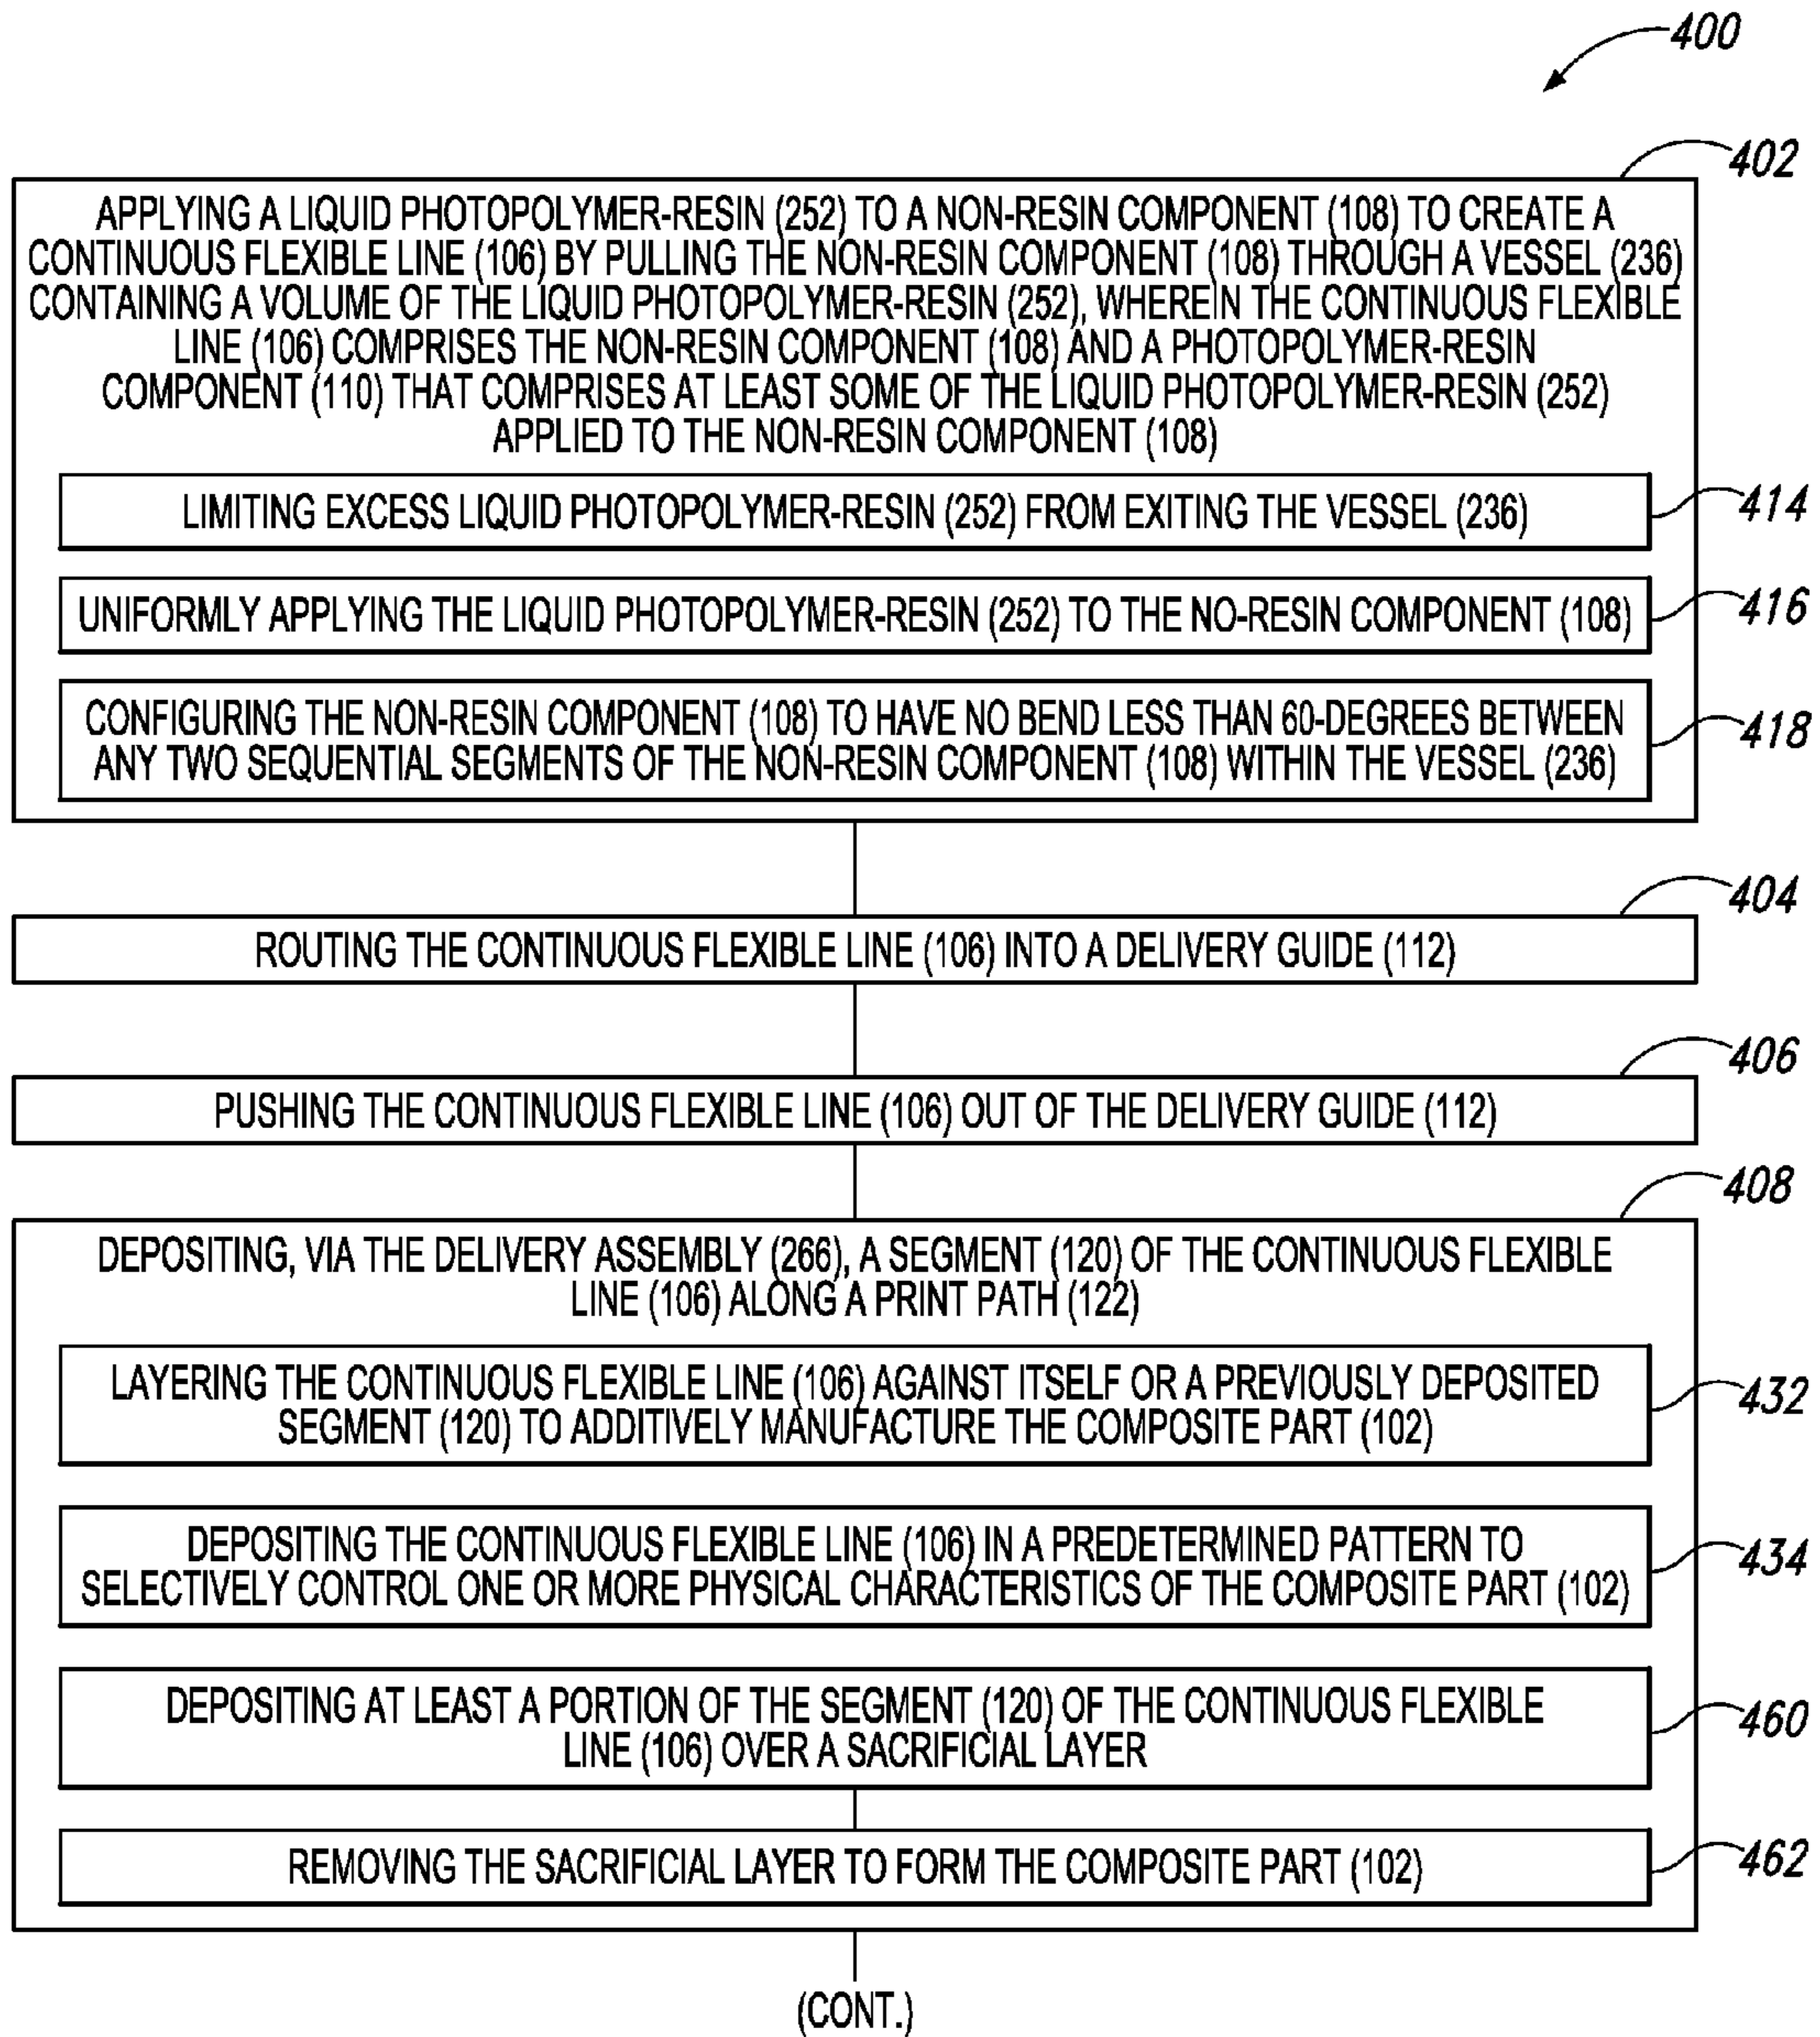 400
402
APPLYING A LIQUID PHOTOPOLYMER-RESIN (252) TO A NON-RESIN COMPONENT (108) TO CREATE A
CONTINUOUS FLEXIBLE LINE (106) BY PULLING THE NON-RESIN COMPONENT (108) THROUGH A VESSEL (236)
CONTAINING A VOLUME OF THE LIQUID PHOTOPOLYMER-RESIN (252), WHEREIN THE CONTINUOUS FLEXIBLE
LINE (106) COMPRISES THE NON-RESIN COMPONENT (108) AND A PHOTOPOLYMER-RESIN
COMPONENT (110) THAT COMPRISES AT LEAST SOME OF THE LIQUID PHOTOPOLYMER-RESIN (252)
APPLIED TO THE NON-RESIN COMPONENT (108)
LIMITING EXCESS LIQUID PHOTOPOLYMER-RESIN (252) FROM EXITING THE VESSEL (236)
414
UNIFORMLY APPLYING THE LIQUID PHOTOPOLYMER-RESIN (252) TO THE NO-RESIN COMPONENT (108)
416
CONFIGURING THE NON-RESIN COMPONENT (108) TO HAVE NO BEND LESS THAN 60-DEGREES BETWEEN
ANY TWO SEQUENTIAL SEGMENTS OF THE NON-RESIN COMPONENT (108) WITHIN THE VESSEL (236)
418
404
ROUTING THE CONTINUOUS FLEXIBLE LINE (106) INTO A DELIVERY GUIDE (112)
406
PUSHING THE CONTINUOUS FLEXIBLE LINE (106) OUT OF THE DELIVERY GUIDE (112)
408
DEPOSITING, VIA THE DELIVERY ASSEMBLY (266), A SEGMENT (120) OF THE CONTINUOUS FLEXIBLE
LINE (106) ALONG A PRINT PATH (122)
LAYERING THE CONTINUOUS FLEXIBLE LINE (106) AGAINST ITSELF OR A PREVIOUSLY DEPOSITED
SEGMENT (120) TO ADDITIVELY MANUFACTURE THE COMPOSITE PART (102)
432
DEPOSITING THE CONTINUOUS FLEXIBLE LINE (106) IN A PREDETERMINED PATTERN TO
SELECTIVELY CONTROL ONE OR MORE PHYSICAL CHARACTERISTICS OF THE COMPOSITE PART (102)
434
DEPOSITING AT LEAST A PORTION OF THE SEGMENT (120) OF THE CONTINUOUS FLEXIBLE
LINE (106) OVER A SACRIFICIAL LAYER
460
REMOVING THE SACRIFICIAL LAYER TO FORM THE COMPOSITE PART (102)
462
(CONT.)